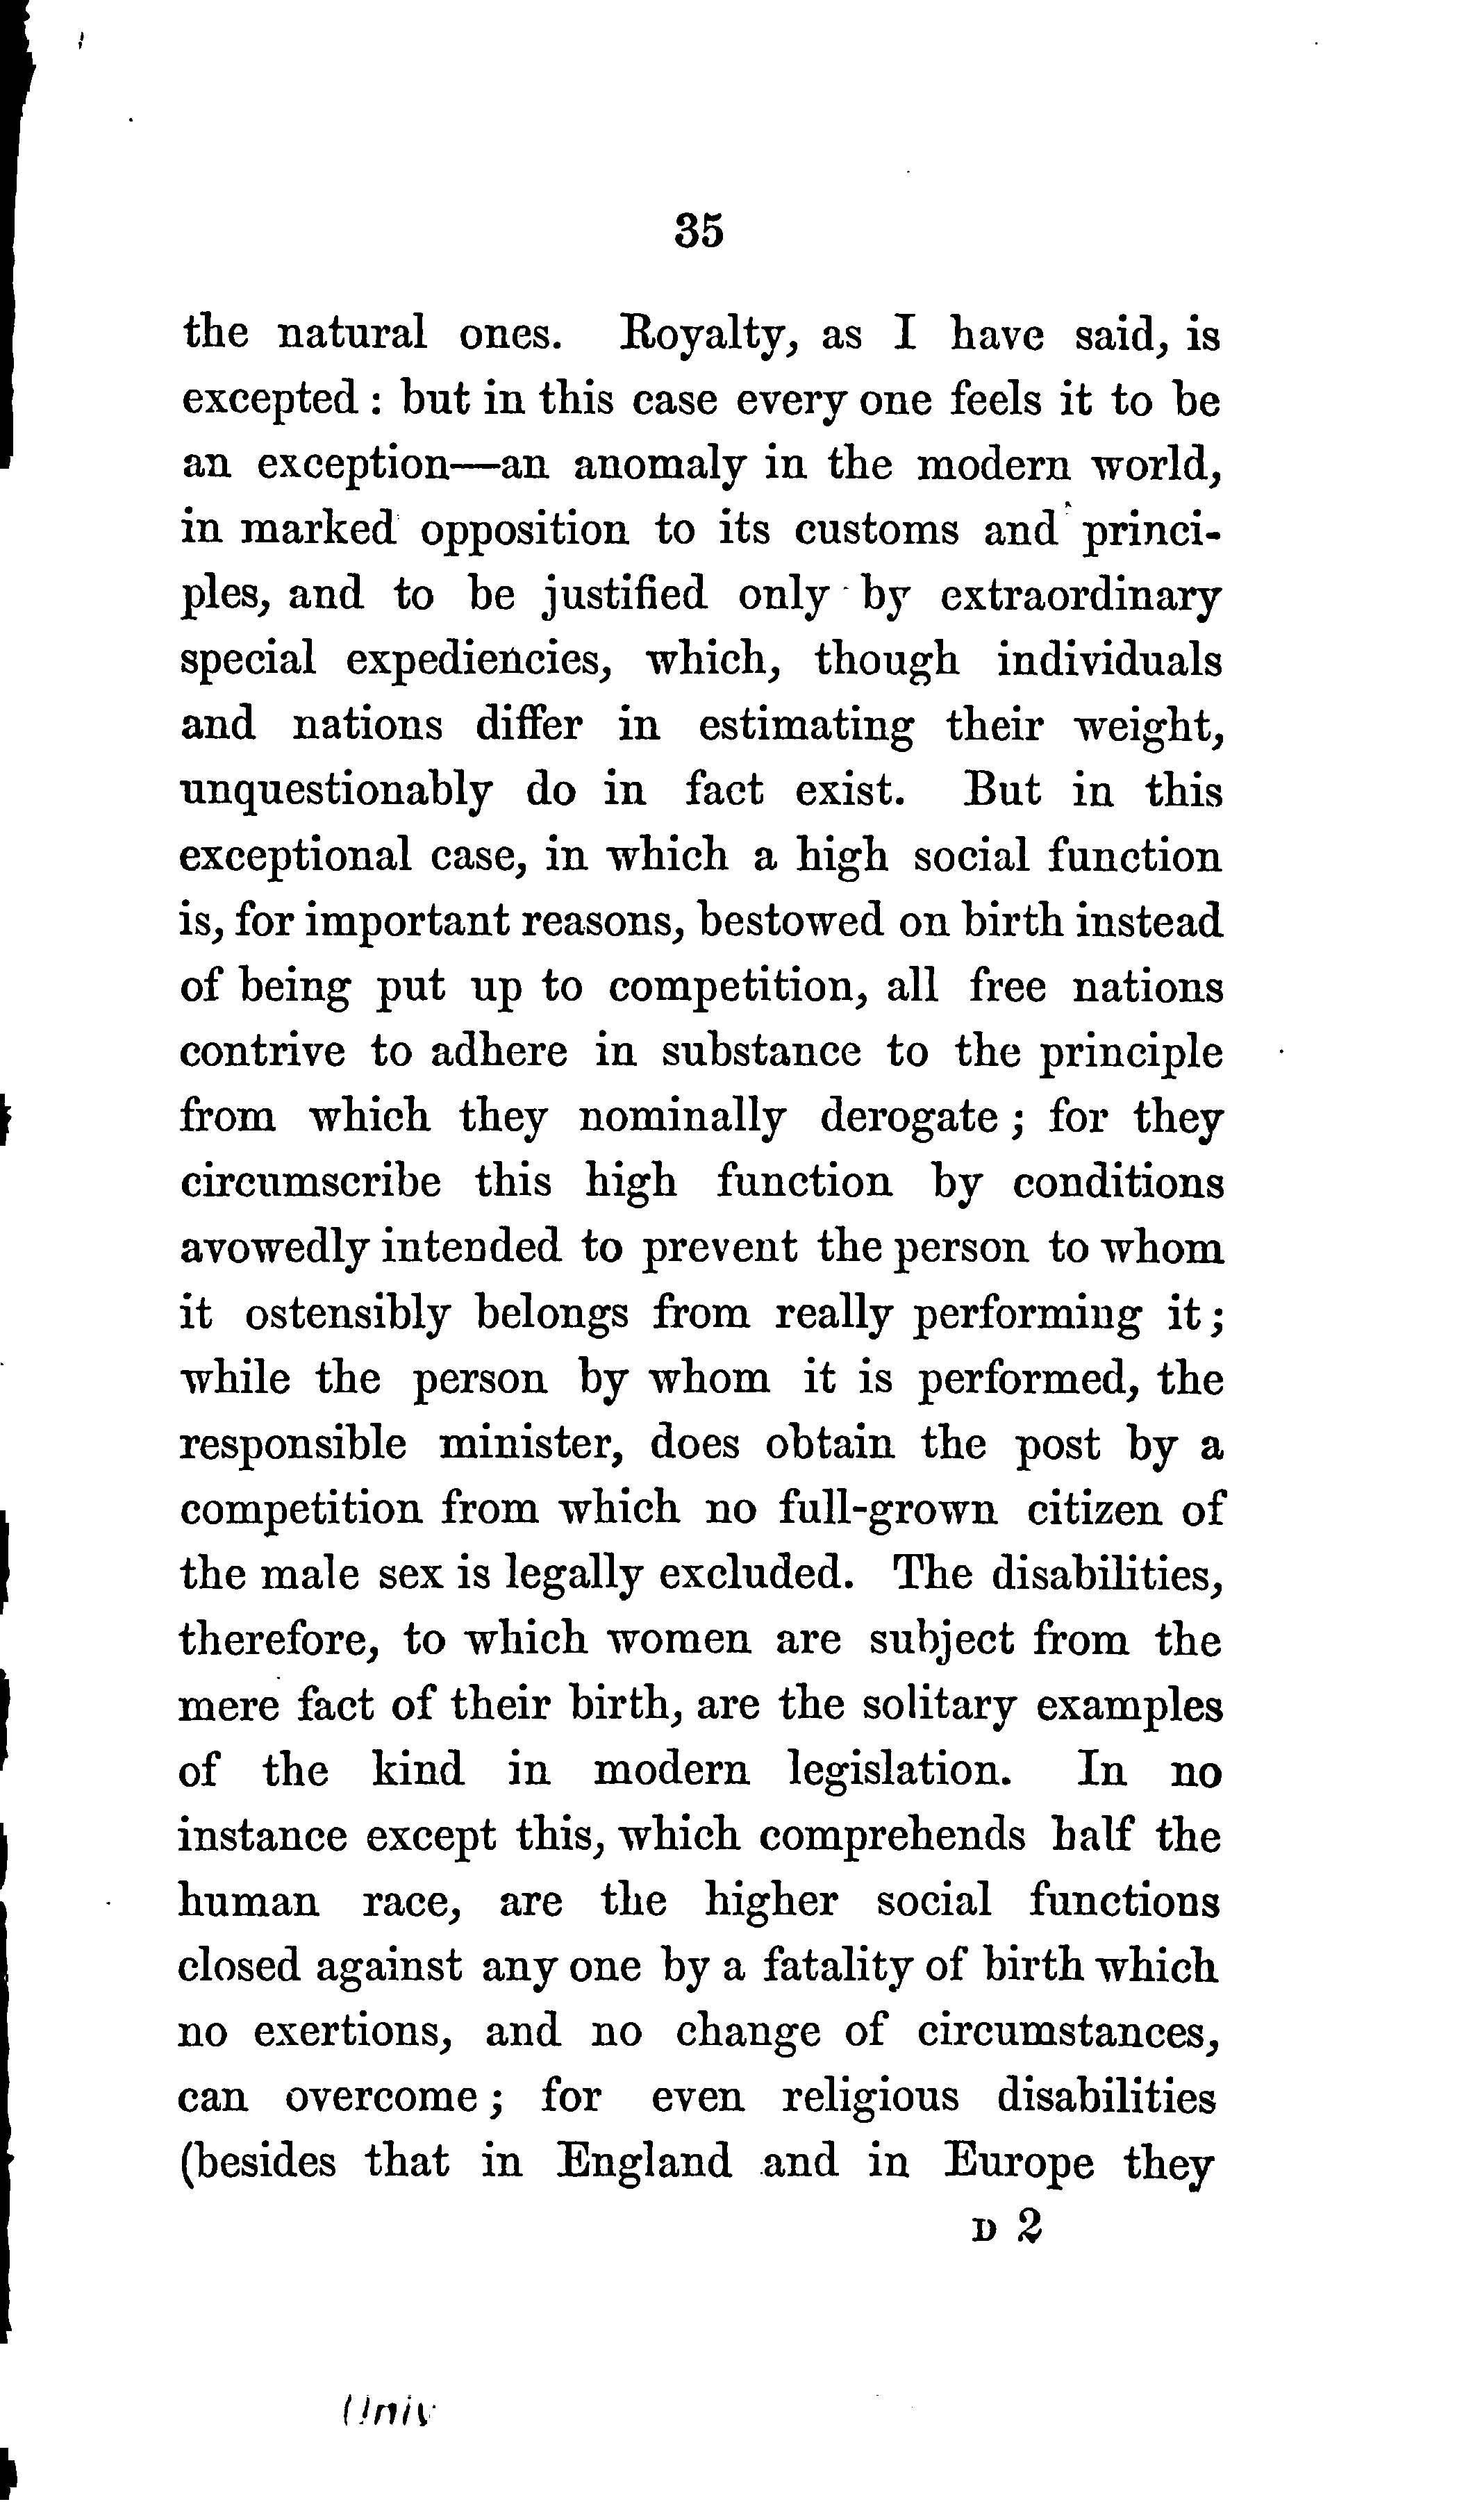 35
the natural ones. Royalty, as I have said, is
excepted : but in this case every one feels it to be
an exception—an anomaly in the modern world,
in marked opposition to its customs and princi-
ples, and to be justified only by extraordinary
special expediencies, which, though individuals
and nations differ in estimating their weight,
unquestionably do in fact exist. But in this
exceptional case, in which a high social function
is, for important reasons, bestowed on birth instead
of being put up to competition, all free nations
contrive to adhere in substance to the principle
from which they nominally derogate ; for they
circumscribe this high function by conditions
avowedly intended to prevent the person to whom
it ostensibly belongs from really performing it ;
while the person by whom it is performed, the
responsible minister, does obtain the post by a
competition from which no full-grown citizen of
the male sex is legally excluded. The disabilities,
therefore, to which women are subject from the
mere fact of their birth, are the solitary examples
of the kind in modern legislation. In no
instance except this, which comprehends half the
human race, are the higher social functions
closed against any one by a fatality of birth which
no exertions, and no change of circumstances,
can overcome ; for even religious disabilities
(besides that in England and in Europe they
D 2
Univ